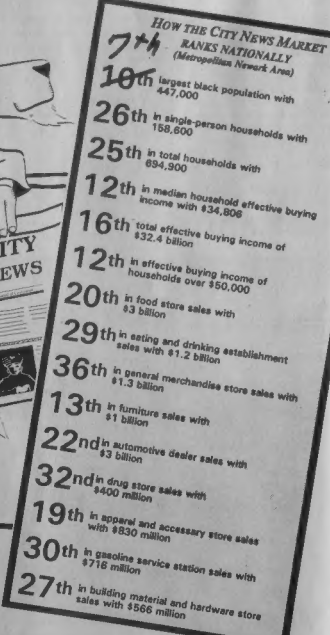 HOW THE CITY NEWS MARKET
RANKS NATIONALLY
(Metropolitan Newark Area)
7th
10th largest black population with
447,000
26th in single-person households with
158,600
25th in total households with
694,900
12th in median household effective buying
income with $34,806
16th total effective buying income of
$32.4 billion
12th in effective buying income of
households over $50,000
20th in food store sales with
$3 billion
29th in eating and drinking establishment
sales with $1.2 billion
36th in general merchandise store sales with
$1.3 billion
13th in furniture sales with
$1 billion
22nd in automotive dealer sales with
$3 billion
32nd in drug store sales with
$400 million
19th in apparel and accessary store sales
with $830 million
30th in gasoline service station sales with
$716 million
27th in building material and hardware store
sales with $566 million
ITY
EWS